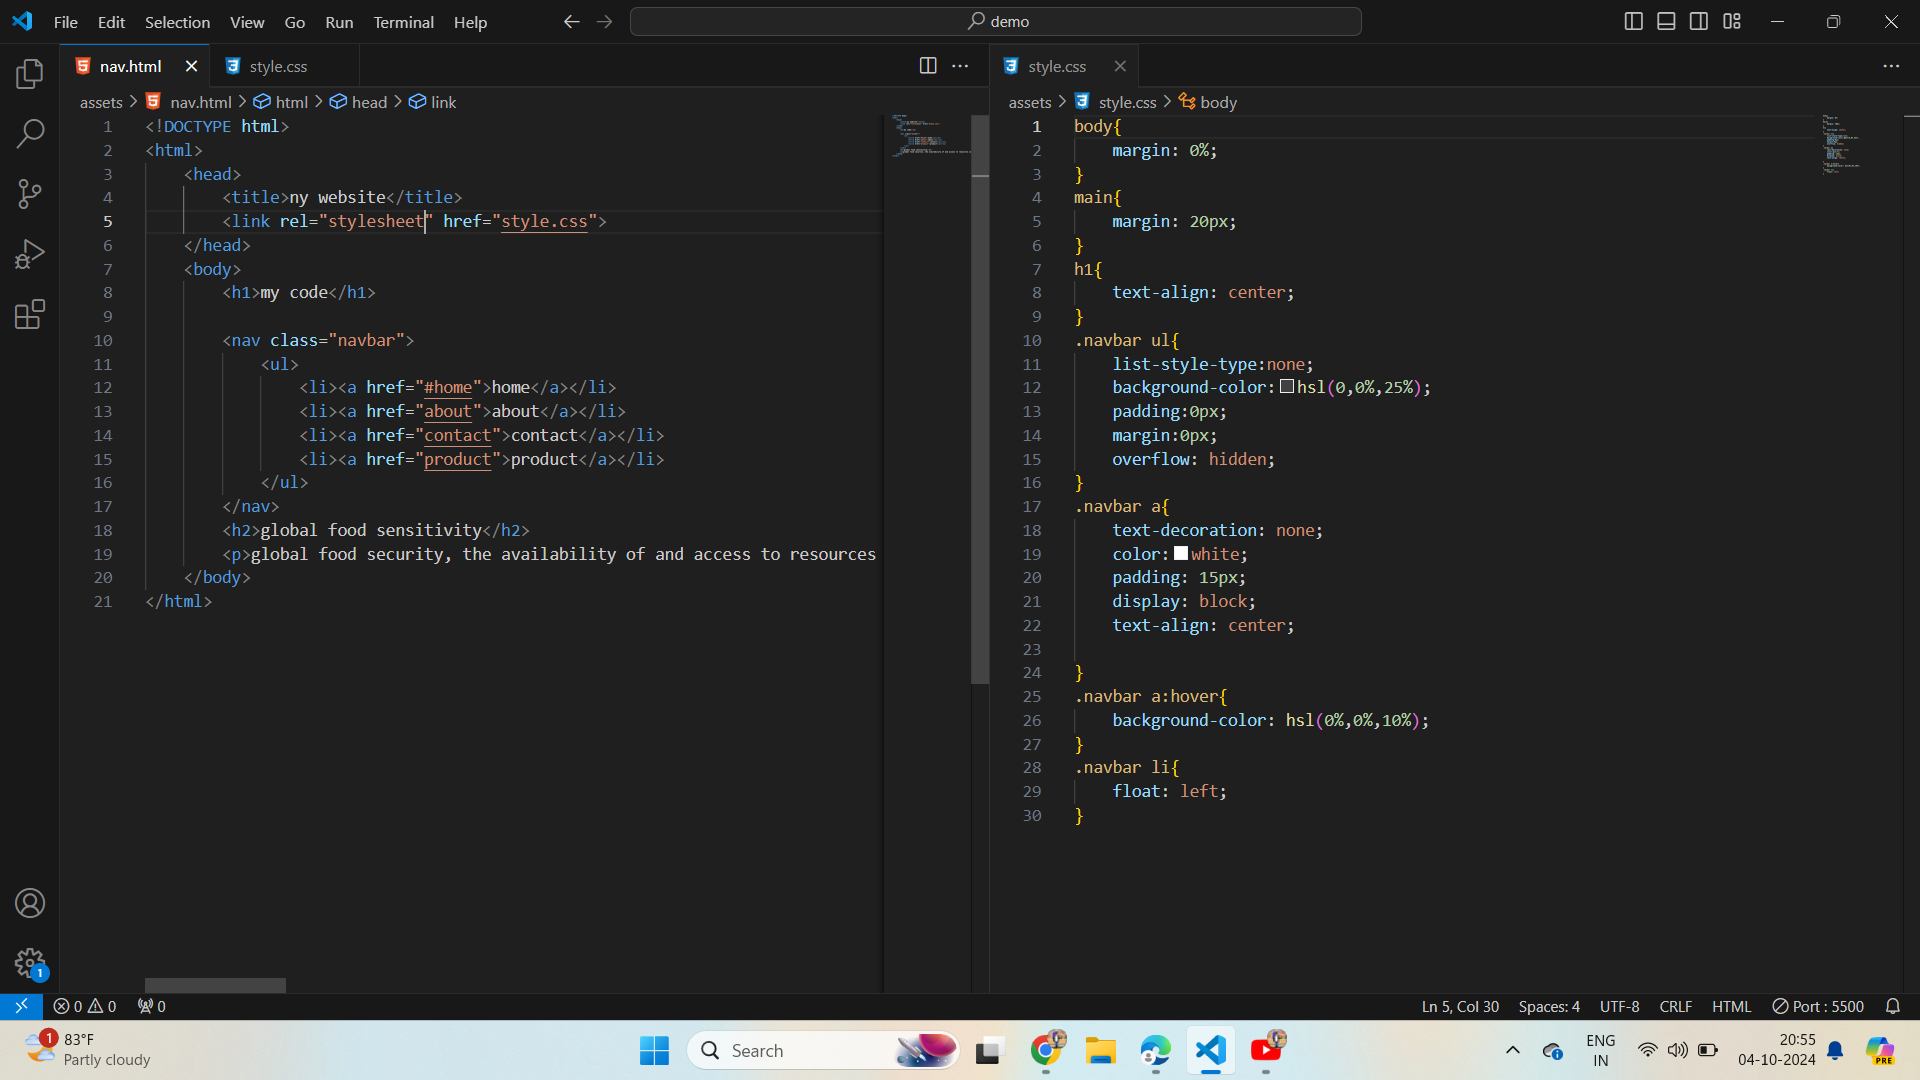 File Edit Selection View Go Run Terminal Help
demo
nav.html
style.css
style.css
assets > nav.html > html > head > link
1 <!DOCTYPE html>
2 <html>
3 <head>
4 <title>ny website</title>
5 <link rel="stylesheet" href="style.css">
6 </head>
7 <body>
8 <h1>my code</h1>
9
10 <nav class="navbar">
11 <ul>
12 <li><a href="#home">home</a></li>
13 <li><a href="about">about</a></li>
14 <li><a href="contact">contact</a></li>
15 <li><a href="product">product</a></li>
16 </ul>
17 </nav>
18 <h2>global food sensitivity</h2>
19 <p>global food security, the availability of and access to resources
20 </body>
21 </html>
assets > style.css > body
1 body{
2 margin: 0%;
3 }
4 main{
5 margin: 20px;
6 }
7 h1{
8 text-align: center;
9 }
10 .navbar ul{
11 list-style-type:none;
12 background-color:hsl(0,0%,25%);
13 padding:0px;
14 margin:0px;
15 overflow: hidden;
16 }
17 .navbar a{
18 text-decoration: none;
19 color:white;
20 padding: 15px;
21 display: block;
22 text-align: center;
23
24 }
25 .navbar a:hover{
26 background-color: hsl(0%,0%,10%);
27 }
28 .navbar li{
29 float: left;
30 }
1
0 0 0
Ln 5, Col 30 Spaces: 4 UTF-8 CRLF HTML Port : 5500
1
83°F
Partly cloudy
Search
ENG
IN
20:55
04-10-2024
PRE